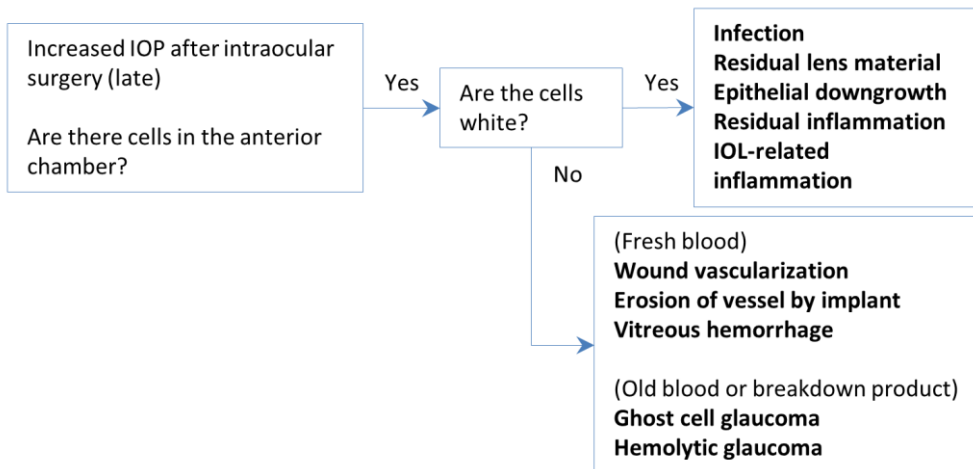 Increased IOP after intraocular
surgery (late)
Are there cells in the anterior
chamber?
Yes
Are the cells
white?
Yes
Infection
Residual lens material
Epithelial downgrowth
Residual inflammation
IOL-related
inflammation
No
(Fresh blood)
Wound vascularization
Erosion of vessel by implant
Vitreous hemorrhage
(Old blood or breakdown product)
Ghost cell glaucoma
Hemolytic glaucoma